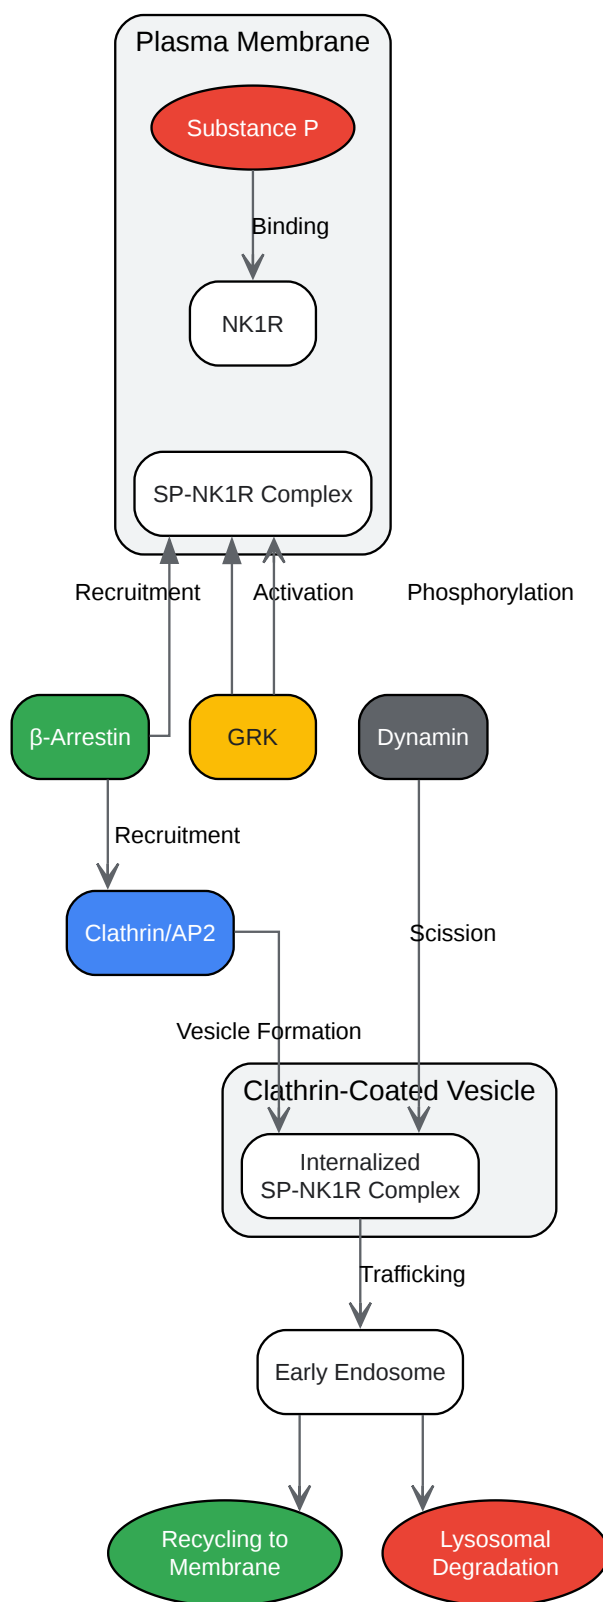 Plasma Membrane
Substance P
Binding
NK1R
SP-NK1R Complex
Recruitment
Activation
Phosphorylation
β-Arrestin
GRK
Dynamin
Recruitment
Clathrin/AP2
Scission
Vesicle Formation
Clathrin-Coated Vesicle
Internalized
SP-NK1R Complex
Trafficking
Early Endosome
Recycling to
Membrane
Lysosomal
Degradation